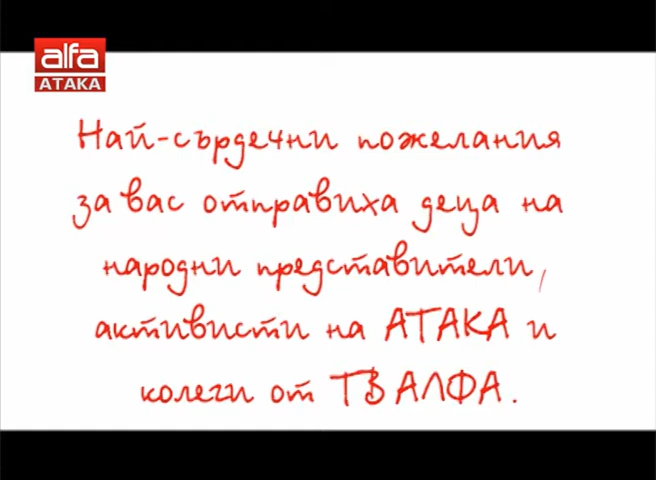 alfa
АТАКА
Най-сърдечни пожелания
за вас отправиха деца на
народни представители,
активисти на АТАКА и
колеги от ТВ АЛФА.